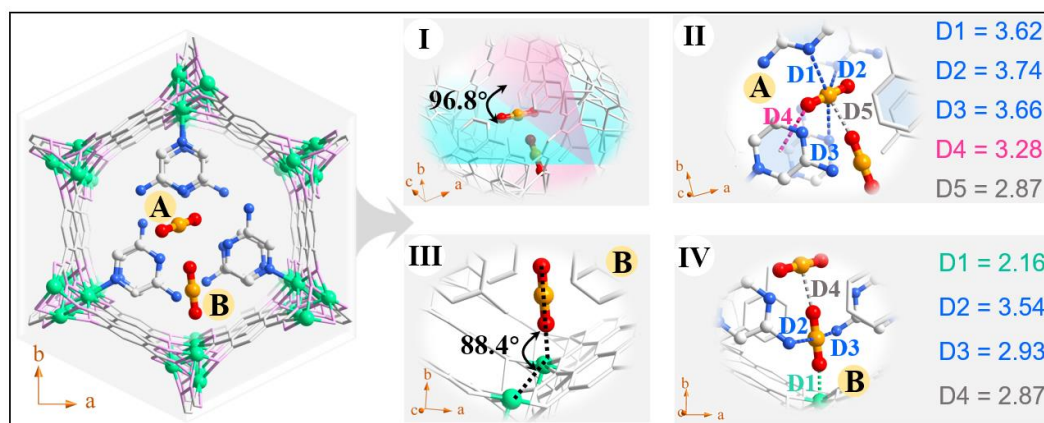 A
B
b
a
I
96.8°
b
c
a
II
A
D1
D2
D4
D5
D3
b
c
a
D1 = 3.62
D2 = 3.74
D3 = 3.66
D4 = 3.28
D5 = 2.87
III
B
88.4°
b
c
a
IV
D4
D2
D3
D1
B
b
c
a
D1 = 2.16
D2 = 3.54
D3 = 2.93
D4 = 2.87